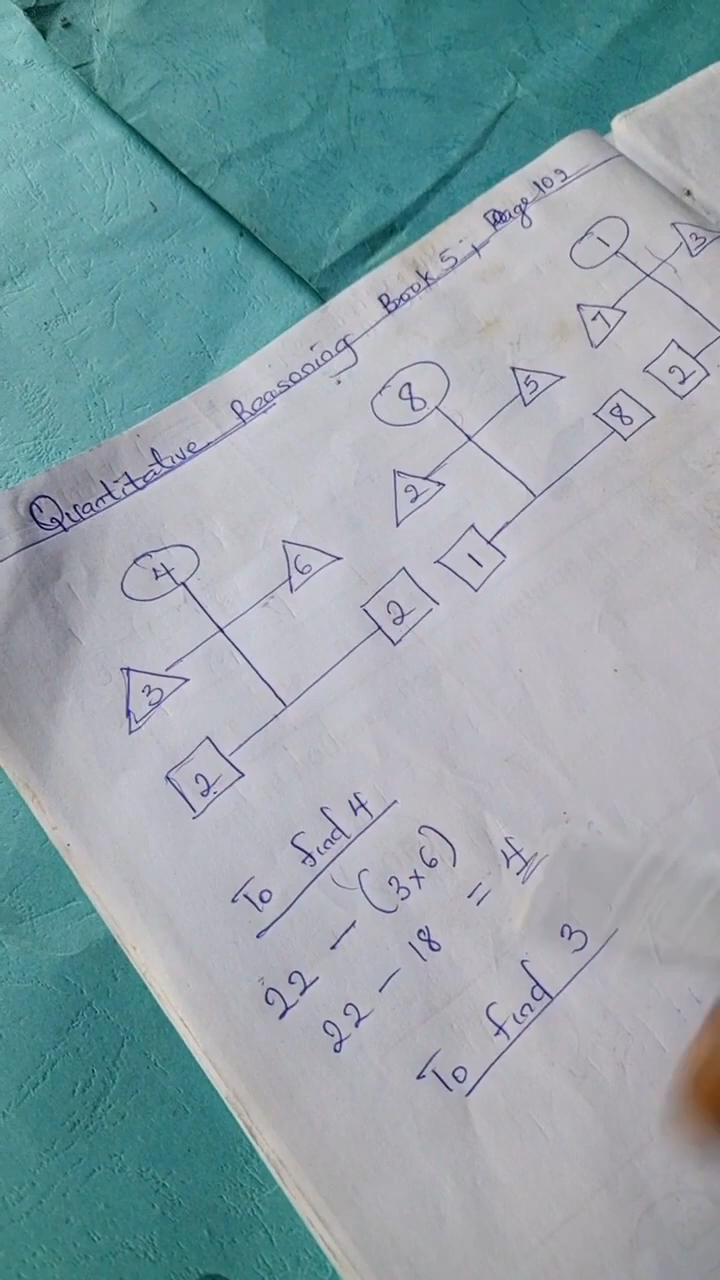 Quantitative Reasoning Book 5, Page 109
4 3 6 2 2
8 2 5 1 8
1 7 3 2
To find 4
22 - (3×6)
22 - 18 = 4
To find 3